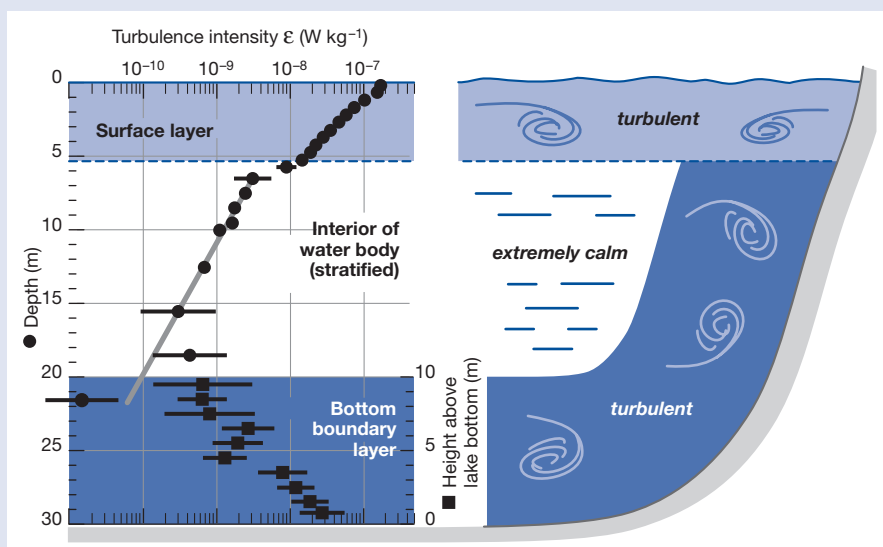 Turbulence intensity ε (W kg⁻¹)
10⁻¹⁰ 10⁻⁹ 10⁻⁸ 10⁻⁷
0
5
10
15
20
25
30
Depth (m)
Surface layer
Interior of
water body
(stratified)
Bottom
boundary
layer
10
5
0
Height above
lake bottom (m)
turbulent
extremely calm
turbulent